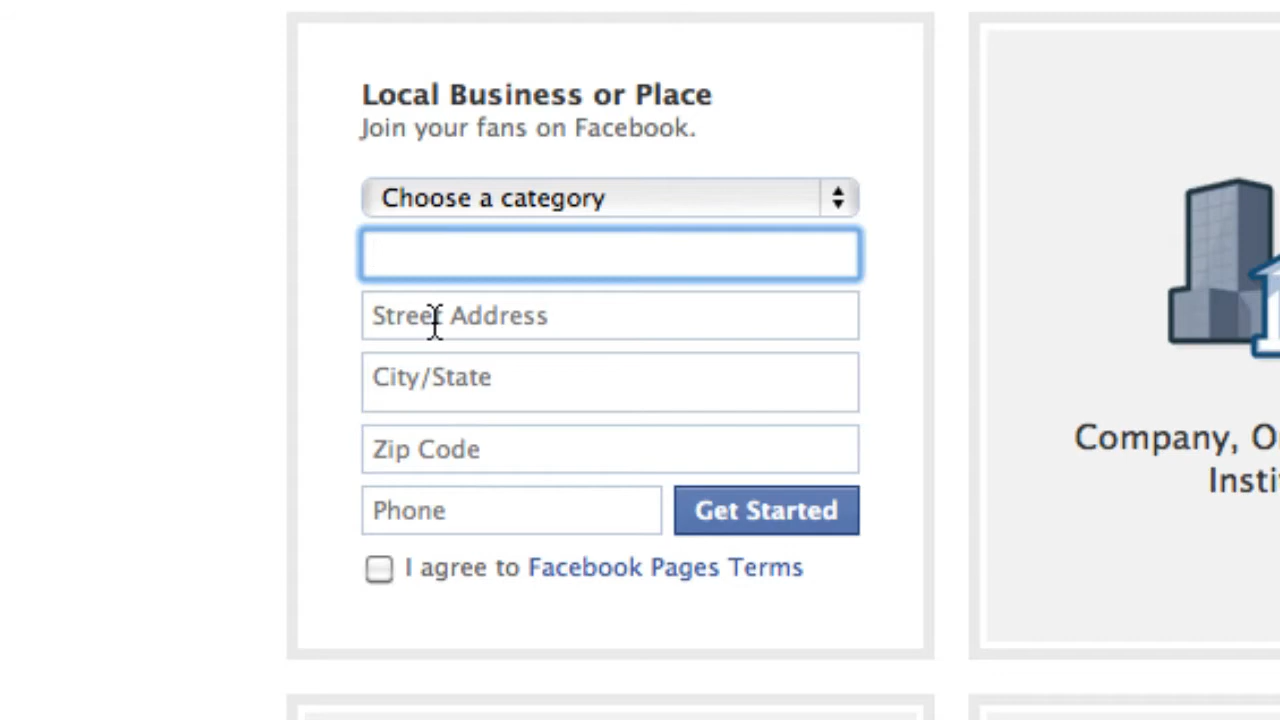 Local Business or Place
Join your fans on Facebook.
Choose a category
Street Address
City/State
Zip Code
Phone
Get Started
I agree to Facebook Pages Terms
Company, O
Insti